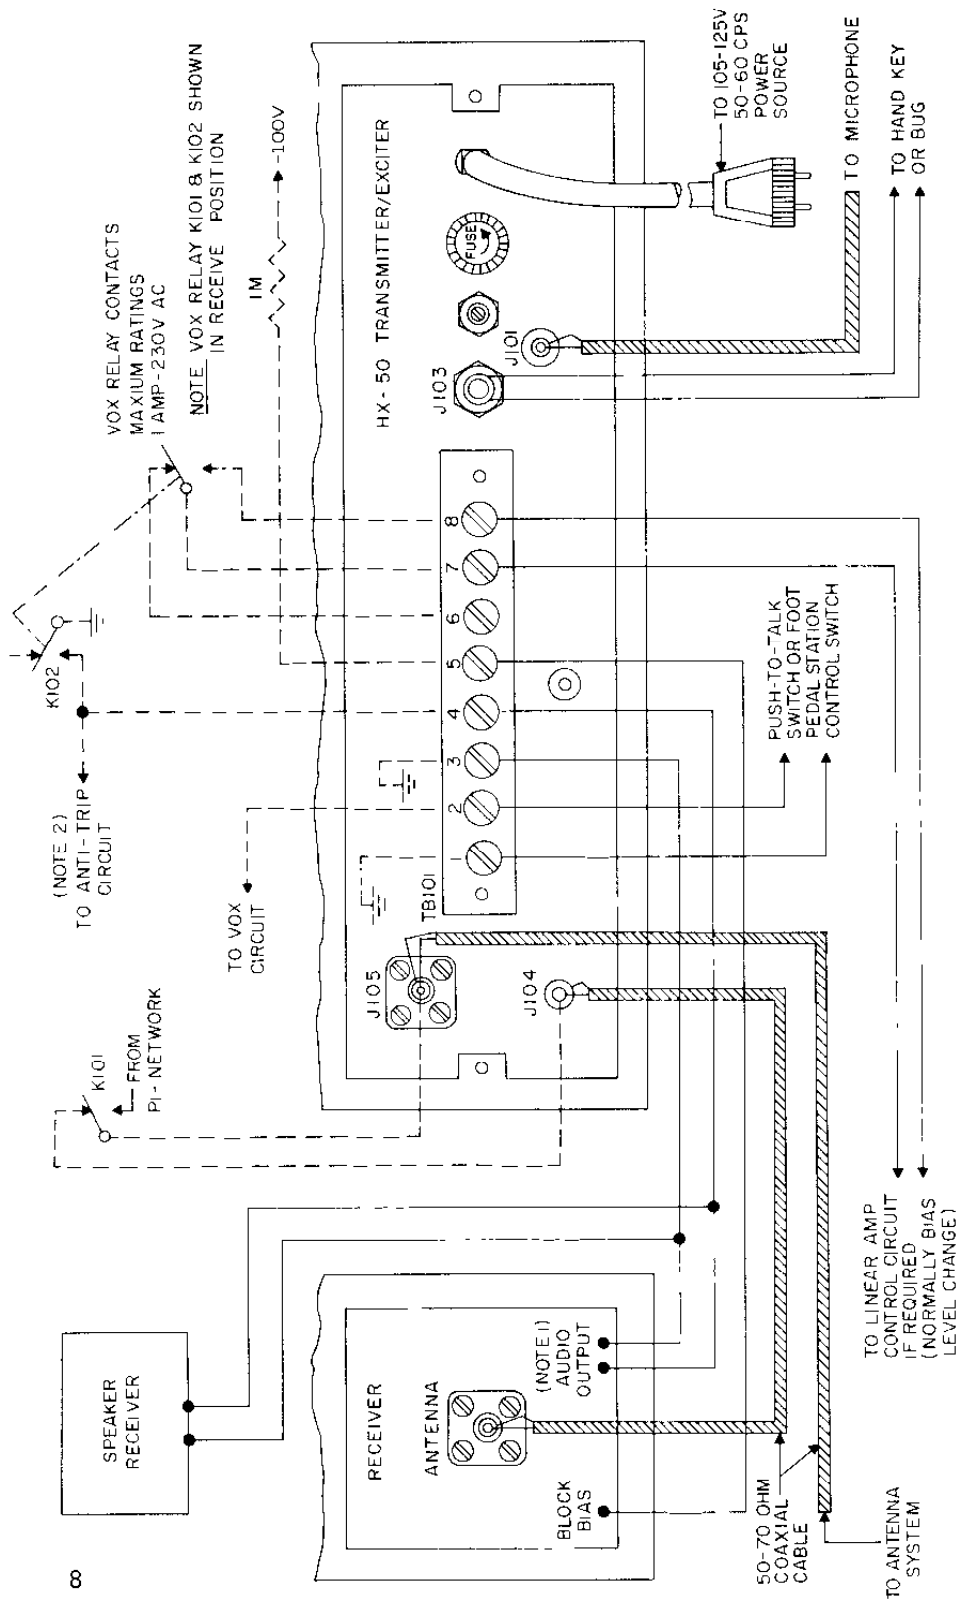 SPEAKER
RECEIVER
K101
FROM
PI-NETWORK
(NOTE 2)
TO ANTI-TRIP
CIRCUIT
K102
VOX RELAY CONTACTS
MAXIUM RATINGS
1 AMP-230V AC
NOTE VOX RELAY K101 & K102 SHOWN
IN RECEIVE POSITION
TO VOX
CIRCUIT
1M
-100V
RECEIVER
ANTENNA
(NOTE 1)
AUDIO
OUTPUT
BLOCK
BIAS
J105
J104
TB101
2
3
4
5
6
7
8
HX-50 TRANSMITTER/EXCITER
J103
J101
FUSE
TO 105-125V
50-60 CPS
POWER
SOURCE
50-70 OHM
COAXIAL
CABLE
TO ANTENNA
SYSTEM
TO LINEAR AMP
CONTROL CIRCUIT
IF REQUIRED
(NORMALLY BIAS
LEVEL CHANGE)
PUSH-TO-TALK
SWITCH OR FOOT
PEDAL STATION
CONTROL SWITCH
TO MICROPHONE
TO HAND KEY
OR BUG
8